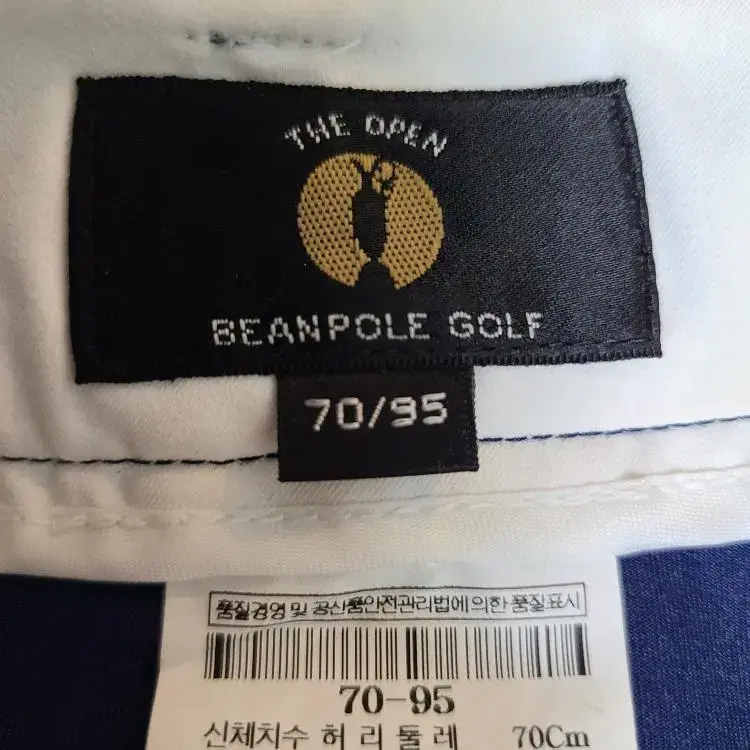 THE OPEN
BEANPOLE GOLF
70/95
품질경영 및 공산품안전관리법에 의한 품질표시
70-95
신체치수 허리둘레 70Cm